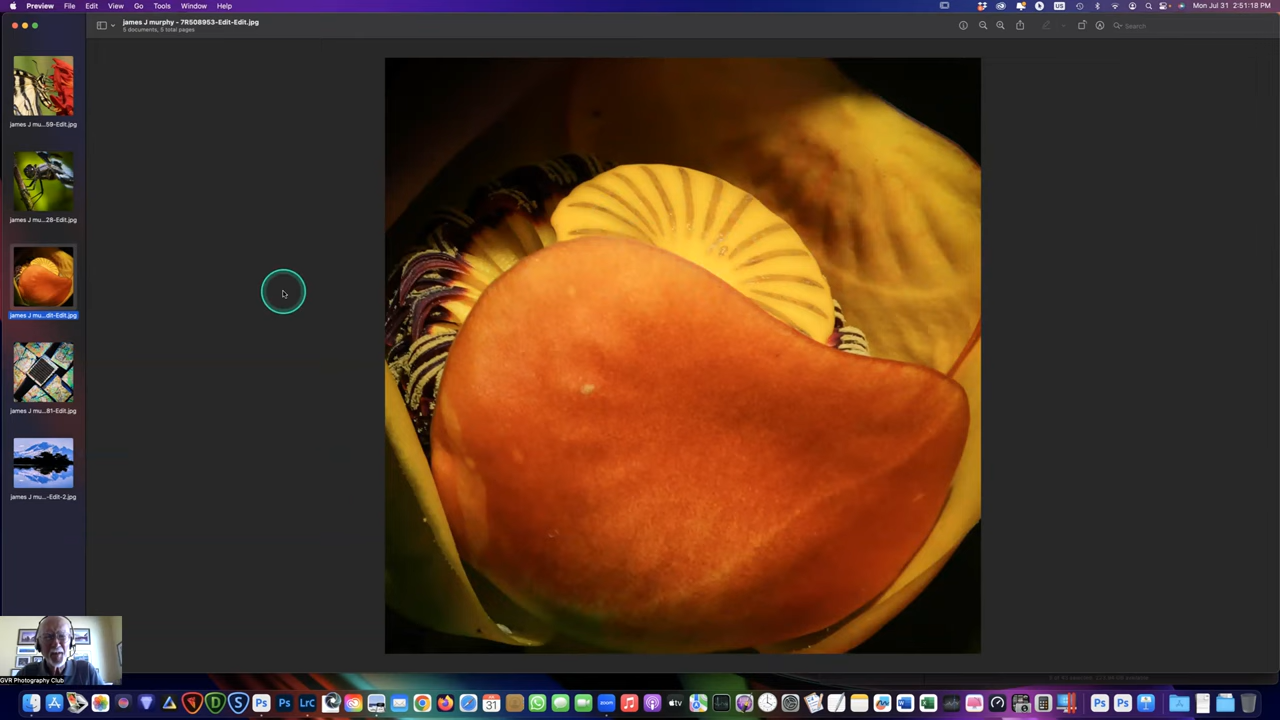 Preview File Edit View Go Tools Window Help
US
Mon Jul 31 2:51:18 PM
james J murphy - 7R508953-Edit-Edit.jpg
5 documents, 5 total pages
Search
james J mu...59-Edit.jpg
james J mu...28-Edit.jpg
james J mu...dit-Edit.jpg
james J mu...81-Edit.jpg
james J mu...-Edit-2.jpg
GVR Photography Club